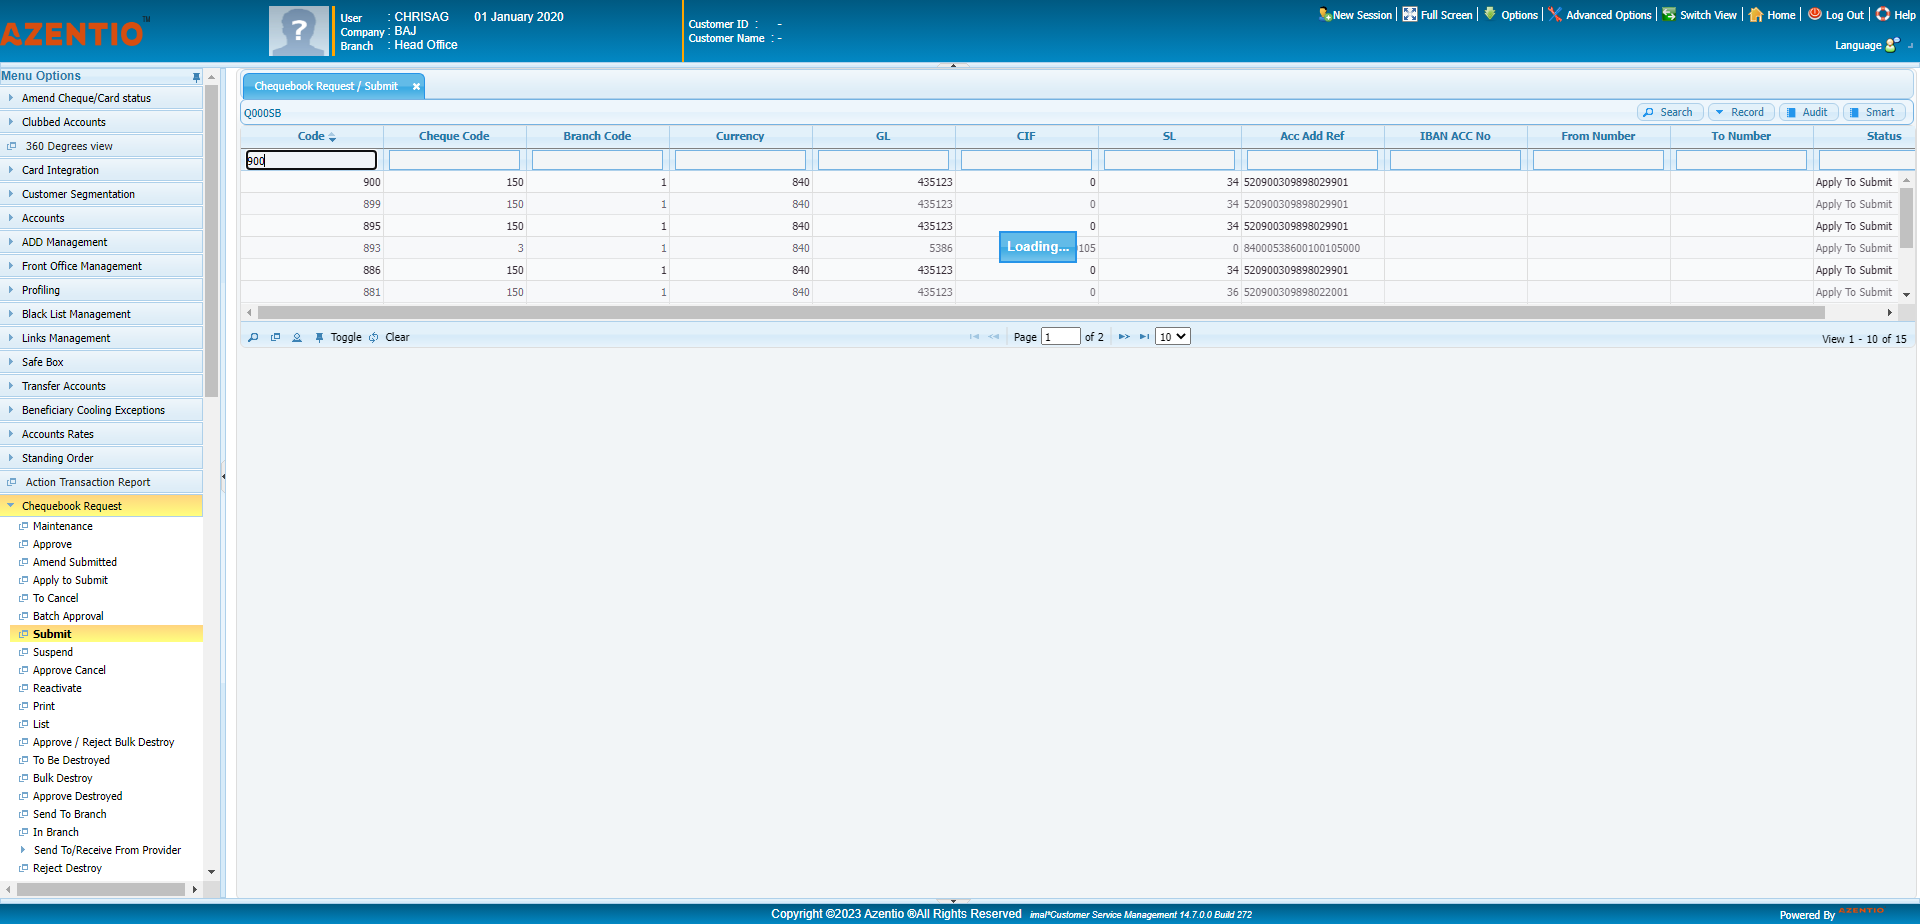 AZENTIO™
User : CHRISAG 01 January 2020
Company : BAJ
Branch : Head Office
Customer ID : -
Customer Name : -
New Session
Full Screen
Options
Advanced Options
Switch View
Home
Log Out
Help
Language
Menu Options
Amend Cheque/Card status
Clubbed Accounts
360 Degrees view
Card Integration
Customer Segmentation
Accounts
ADD Management
Front Office Management
Profiling
Black List Management
Links Management
Safe Box
Transfer Accounts
Beneficiary Cooling Exceptions
Accounts Rates
Standing Order
Action Transaction Report
Chequebook Request
Maintenance
Approve
Amend Submitted
Apply to Submit
To Cancel
Batch Approval
Submit
Suspend
Approve Cancel
Reactivate
Print
List
Approve / Reject Bulk Destroy
To Be Destroyed
Bulk Destroy
Approve Destroyed
Send To Branch
In Branch
Send To/Receive From Provider
Reject Destroy
Chequebook Request / Submit
Q000SB
Search Record Audit Smart
Code Cheque Code Branch Code Currency GL CIF SL Acc Add Ref IBAN ACC No From Number To Number Status
900
900 150 1 840 435123 0 34 520900309898029901 Apply To Submit
899 150 1 840 435123 0 34 520900309898029901 Apply To Submit
895 150 1 840 435123 0 34 520900309898029901 Apply To Submit
893 3 1 840 5386 105 0 84000538600100105000 Apply To Submit
886 150 1 840 435123 0 34 520900309898029901 Apply To Submit
881 150 1 840 435123 0 36 520900309898022001 Apply To Submit
Loading...
Toggle Clear
Page 1 of 2 10
View 1 - 10 of 15
Copyright ©2023 Azentio ®All Rights Reserved imal*Customer Service Management 14.7.0.0 Build 272
Powered By AZENTIO